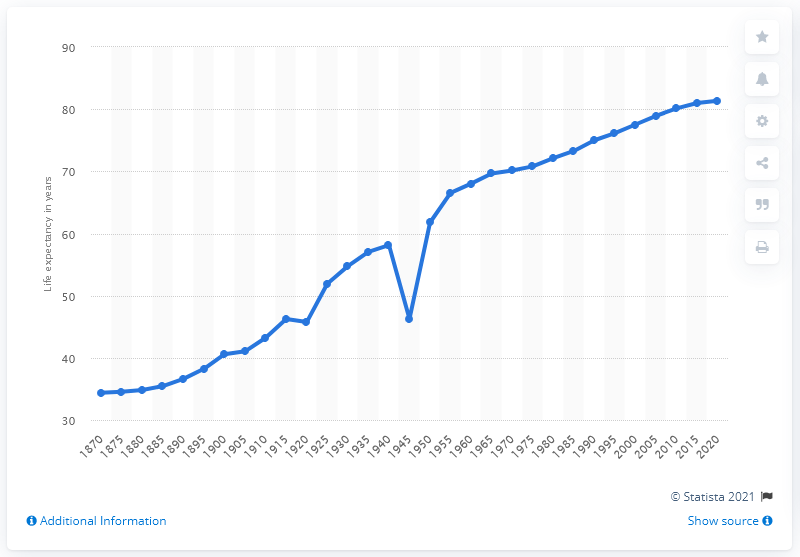 90
80
70
60
50
40
30
Life expectancy in years
1870 1875 1880 1885 1890 1895 1900 1905 1910 1915 1920 1925 1930 1935 1940 1945 1950 1955 1960 1965 1970 1975 1980 1985 1990 1995 2000 2005 2010 2015 2020
© Statista 2021
Additional Information
Show source